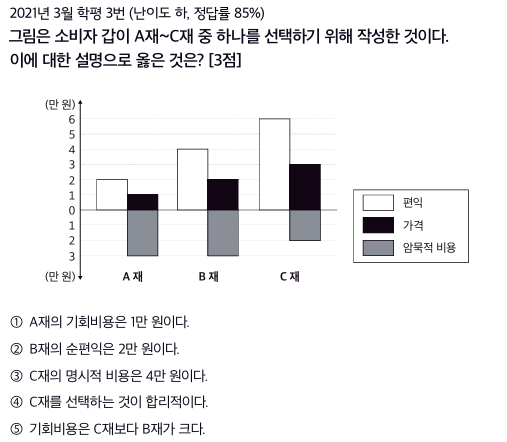 2021년 3월 학평 3번 (난이도 하, 정답률 85%)
그림은 소비자 갑이 A재~C재 중 하나를 선택하기 위해 작성한 것이다.
이에 대한 설명으로 옳은 것은? [3점]
(만 원)
6
5
4
3
2
1
0
1
2
3
(만 원)
A 재 B 재 C 재
편익
가격
암묵적 비용
① A재의 기회비용은 1만 원이다.
② B재의 순편익은 2만 원이다.
③ C재의 명시적 비용은 4만 원이다.
④ C재를 선택하는 것이 합리적이다.
⑤ 기회비용은 C재보다 B재가 크다.